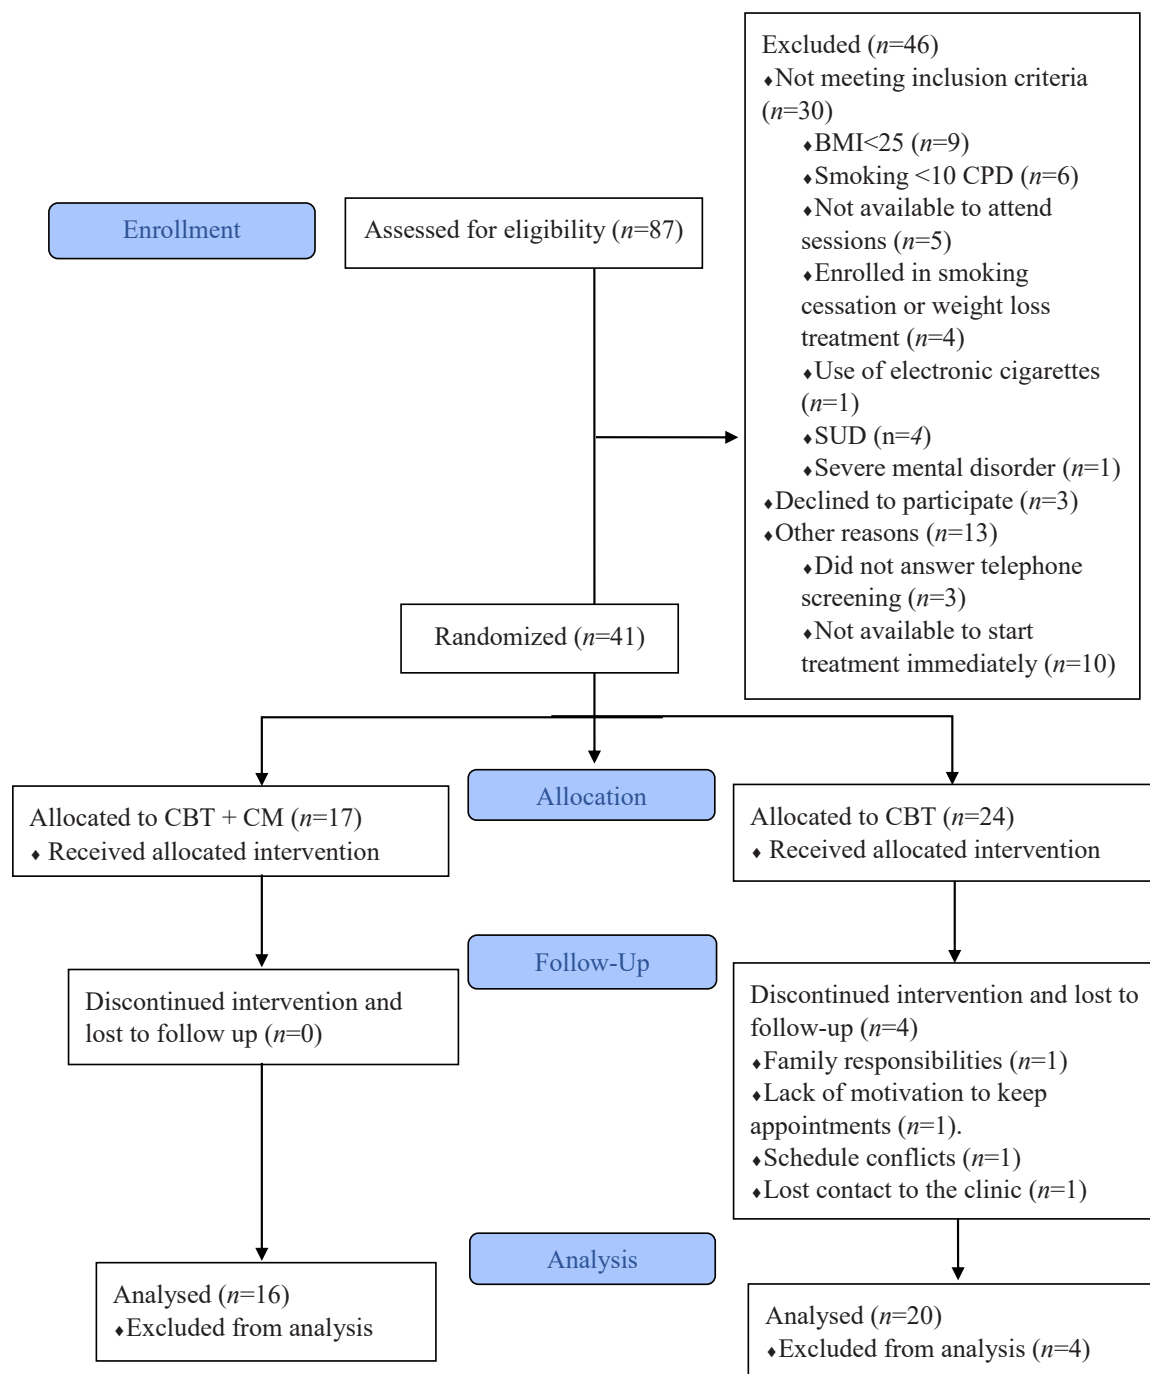 Excluded (n=46)
♦Not meeting inclusion criteria
(n=30)
♦BMI<25 (n=9)
♦Smoking <10 CPD (n=6)
♦Not available to attend
sessions (n=5)
♦Enrolled in smoking
cessation or weight loss
treatment (n=4)
♦Use of electronic cigarettes
(n=1)
♦SUD (n=4)
♦Severe mental disorder (n=1)
♦Declined to participate (n=3)
♦Other reasons (n=13)
♦Did not answer telephone
screening (n=3)
♦Not available to start
treatment immediately (n=10)
Enrollment
Assessed for eligibility (n=87)
Randomized (n=41)
Allocation
Allocated to CBT + CM (n=17)
♦ Received allocated intervention
Allocated to CBT (n=24)
♦ Received allocated intervention
Follow-Up
Discontinued intervention and
lost to follow up (n=0)
Discontinued intervention and lost to
follow-up (n=4)
♦Family responsibilities (n=1)
♦Lack of motivation to keep
appointments (n=1).
♦Schedule conflicts (n=1)
♦Lost contact to the clinic (n=1)
Analysis
Analysed (n=16)
♦Excluded from analysis
Analysed (n=20)
♦Excluded from analysis (n=4)